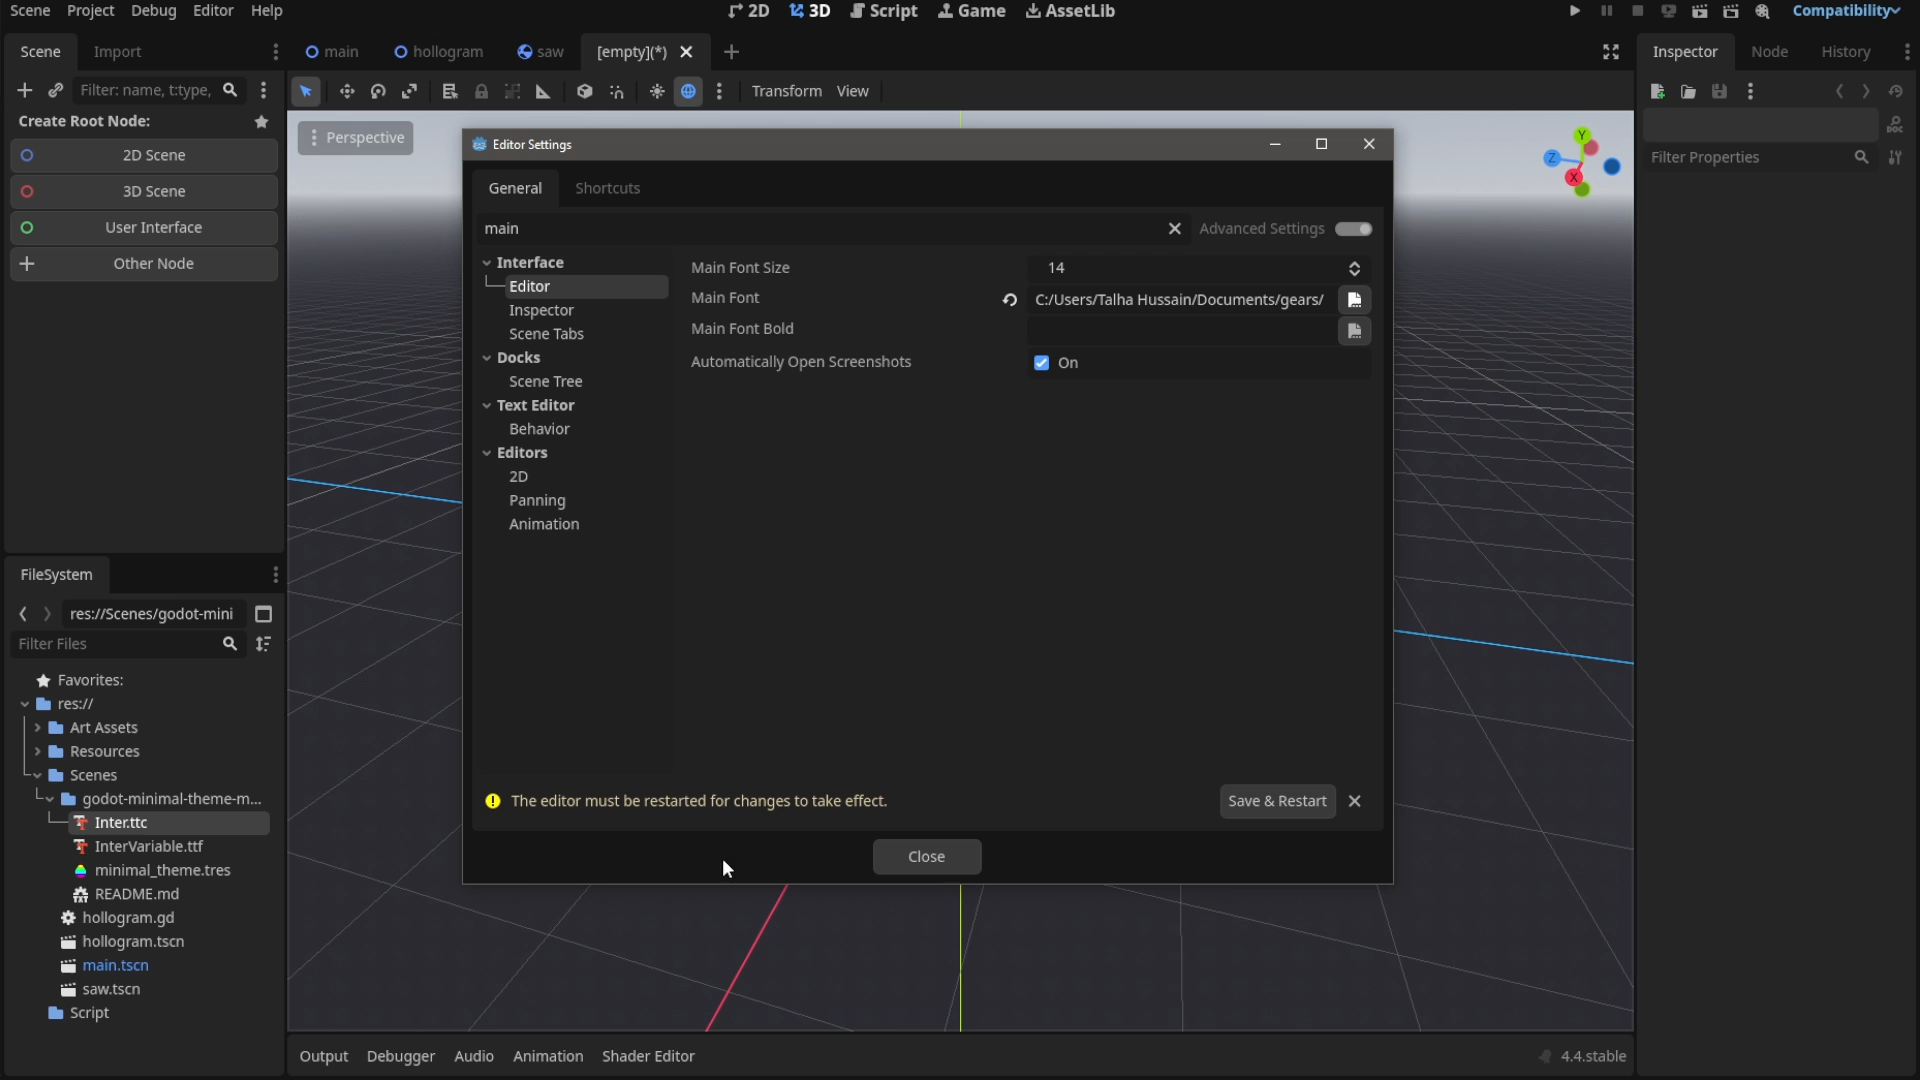 Scene Project Debug Editor Help
2D 3D Script Game AssetLib
Compatibility
Scene Import
main hollogram saw [empty](*)
Inspector Node History
Filter: name, t:type,
Transform View
Create Root Node:
2D Scene
3D Scene
User Interface
Other Node
Perspective
Y
Z
X
DOC
Filter Properties
Editor Settings
General Shortcuts
main
Advanced Settings
Interface
Editor
Inspector
Scene Tabs
Docks
Scene Tree
Text Editor
Behavior
Editors
2D
Panning
Animation
Main Font Size 14
Main Font C:/Users/Talha Hussain/Documents/gears/
Main Font Bold
Automatically Open Screenshots On
The editor must be restarted for changes to take effect.
Save & Restart
Close
FileSystem
res://Scenes/godot-mini
Filter Files
Favorites:
res://
Art Assets
Resources
Scenes
godot-minimal-theme-m...
Inter.ttc
InterVariable.ttf
minimal_theme.tres
README.md
hollogram.gd
hollogram.tscn
main.tscn
saw.tscn
Script
Output Debugger Audio Animation Shader Editor
4.4.stable